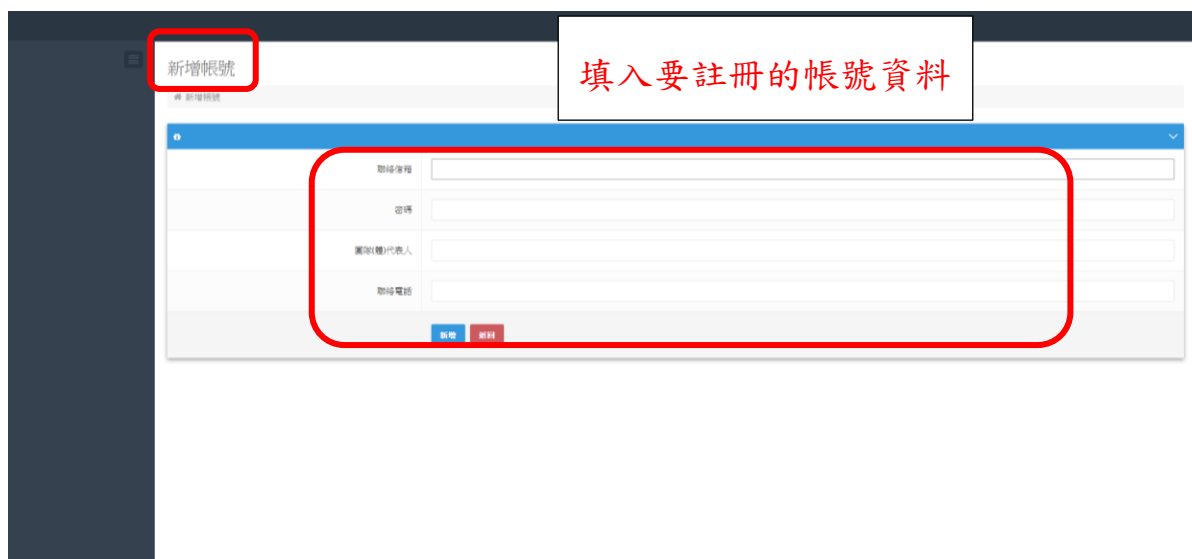 新增帳號
填入要註冊的帳號資料
新增帳號
聯絡信箱
密碼
團隊(體)代表人
聯絡電話
新增 返回